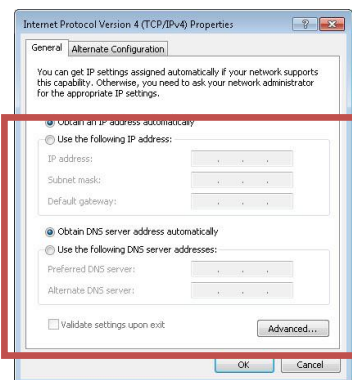 Internet Protocol Version 4 (TCP/IPv4) Properties
General Alternate Configuration
You can get IP settings assigned automatically if your network supports
this capability. Otherwise, you need to ask your network administrator
for the appropriate IP settings.
Obtain an IP address automatically
Use the following IP address:
IP address:
Subnet mask:
Default gateway:
Obtain DNS server address automatically
Use the following DNS server addresses:
Preferred DNS server:
Alternate DNS server:
Validate settings upon exit
Advanced...
OK Cancel